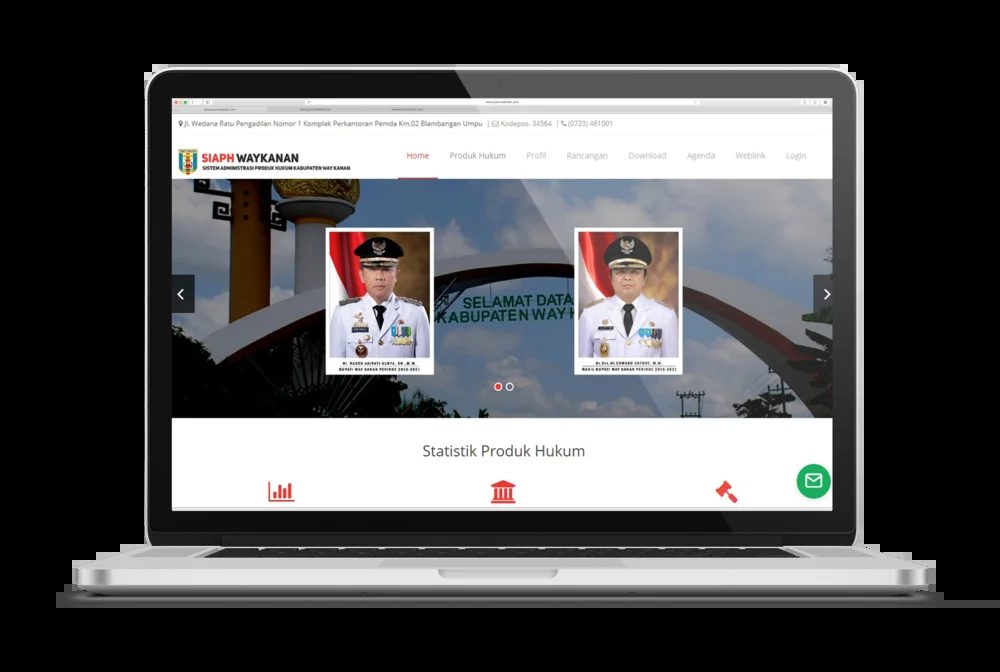 Jl. Wedana Ratu Pengadilan Nomor 1 Komplek Perkantoran Pemda Km.02 Blambangan Umpu | Kodepos. 34564 | (0723) 461001
SIAPH WAYKANAN
SISTEM ADMINISTRASI PRODUK HUKUM KABUPATEN WAY KANAN
Home Produk Hukum Profil Rancangan Download Agenda Weblink Login
SELAMAT DATA
KABUPATEN WAY K
H. RADEN ADIPATI SURYA, SH.,M.M.
BUPATI WAY KANAN PERIODE 2016-2021
Dr.Drs.Hi EDWARD ANTONY, M.M
WAKIL BUPATI WAY KANAN PERIODE 2016-2021
Statistik Produk Hukum